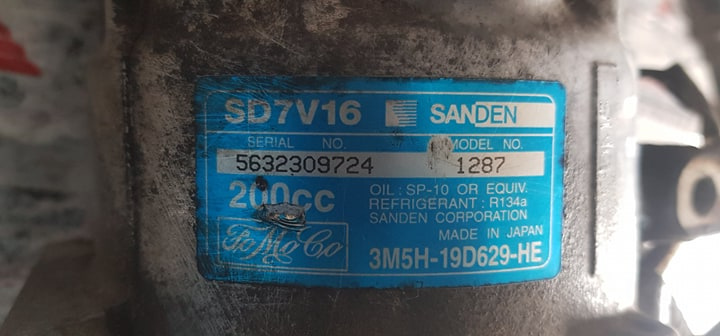 SD7V16 SANDEN
SERIAL NO. MODEL NO.
5632309724 1287
200cc OIL: SP-10 OR EQUIV.
REFRIGERANT: R134a
SANDEN CORPORATION
MADE IN JAPAN
FoMoCo 3M5H-19D629-HE